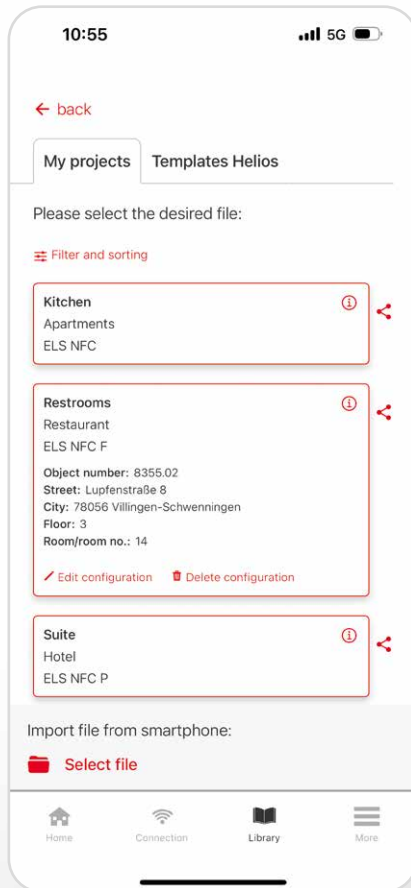 10:55
5G
← back
My projects
Templates Helios
Please select the desired file:
Filter and sorting
Kitchen
Apartments
ELS NFC
Restrooms
Restaurant
ELS NFC F
Object number: 8355.02
Street: Lupfenstraße 8
City: 78056 Villingen-Schwenningen
Floor: 3
Room/room no.: 14
Edit configuration
Delete configuration
Suite
Hotel
ELS NFC P
Import file from smartphone:
Select file
Home
Connection
Library
More